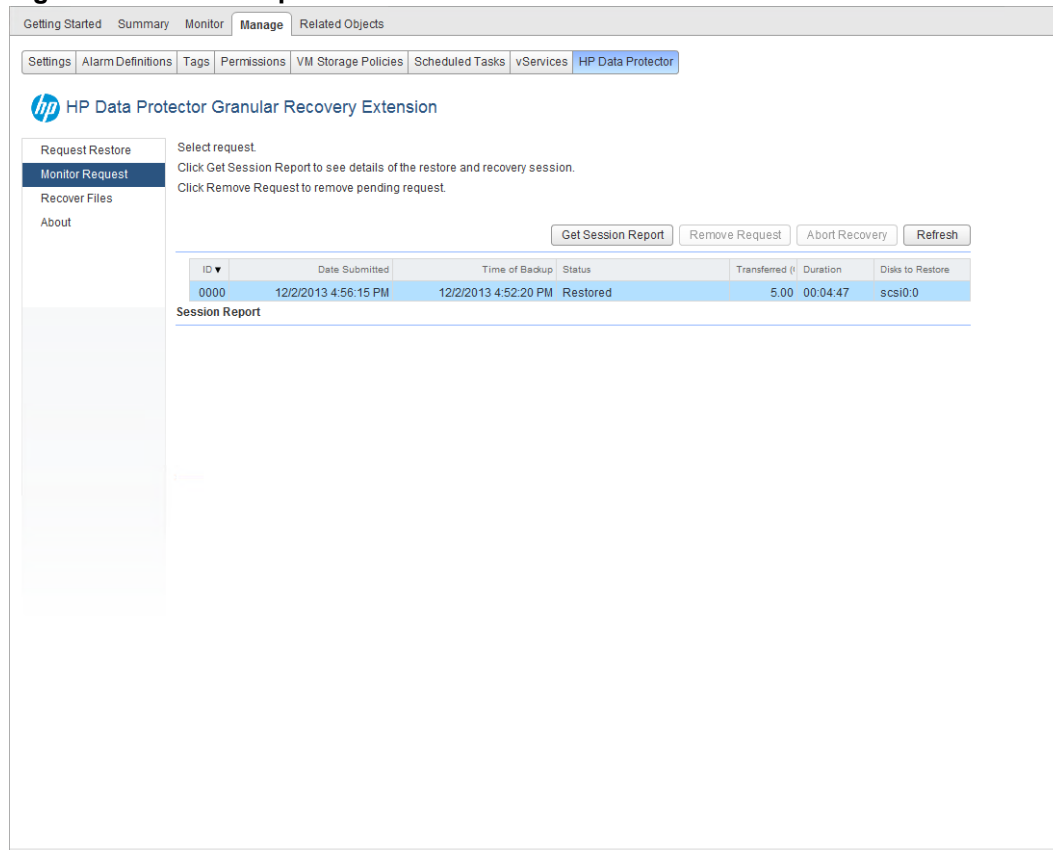 Getting Started Summary Monitor Manage Related Objects
Settings Alarm Definitions Tags Permissions VM Storage Policies Scheduled Tasks vServices HP Data Protector
hp HP Data Protector Granular Recovery Extension
Request Restore
Monitor Request
Recover Files
About
Select request.
Click Get Session Report to see details of the restore and recovery session.
Click Remove Request to remove pending request.
Get Session Report Remove Request Abort Recovery Refresh
ID ▼ Date Submitted Time of Backup Status Transferred ( Duration Disks to Restore
0000 12/2/2013 4:56:15 PM 12/2/2013 4:52:20 PM Restored 5.00 00:04:47 scsi0:0
Session Report